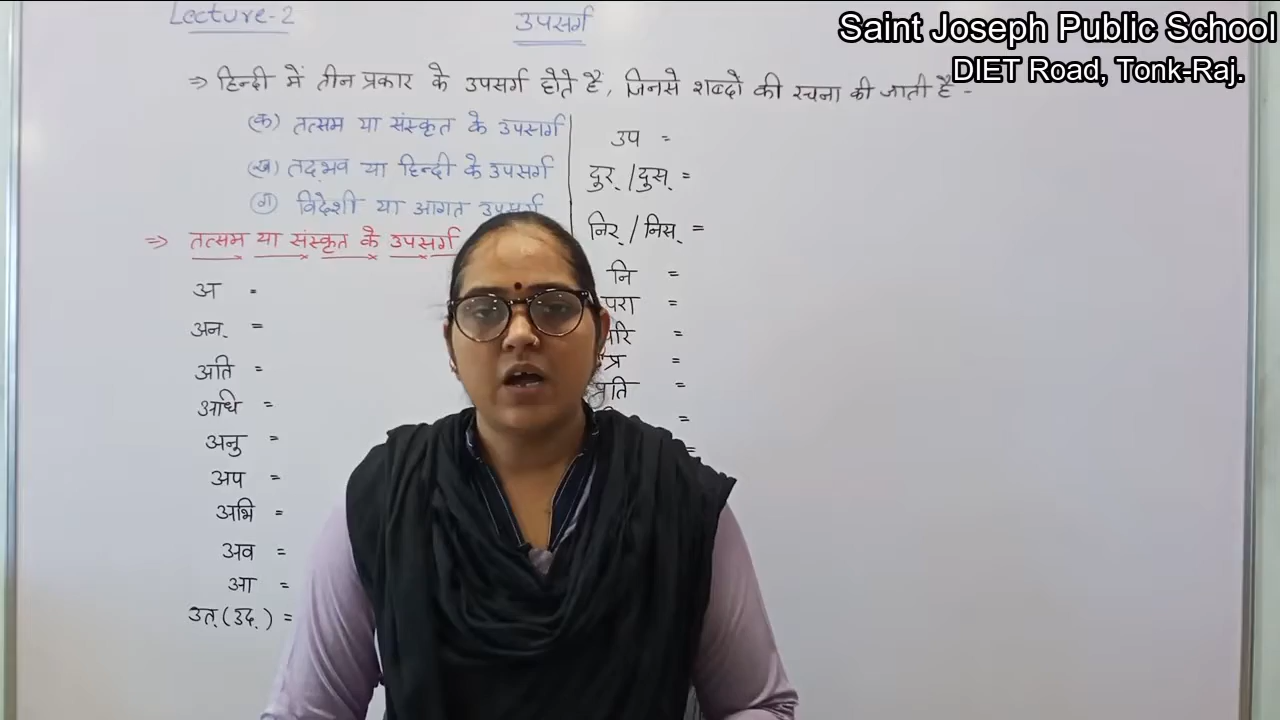 Lecture-2
उपसर्ग
Saint Joseph Public School
DIET Road, Tonk-Raj.
⇒ हिन्दी में तीन प्रकार के उपसर्ग होते हैं, जिनसे शब्दों की रचना की जाती है -
(क) तत्सम या संस्कृत के उपसर्ग
(ख) तद्भव या हिन्दी के उपसर्ग
(ग) विदेशी या आगत उपसर्ग
⇒ तत्सम या संस्कृत के उपसर्ग
अ =
अन् =
अति =
अधि =
अनु =
अप =
अभि =
अव =
आ =
उत् (उद्) =
उप =
दुर् / दुस् =
निर् / निस् =
नि =
परा =
परि =
प्र =
प्रति =
=
=